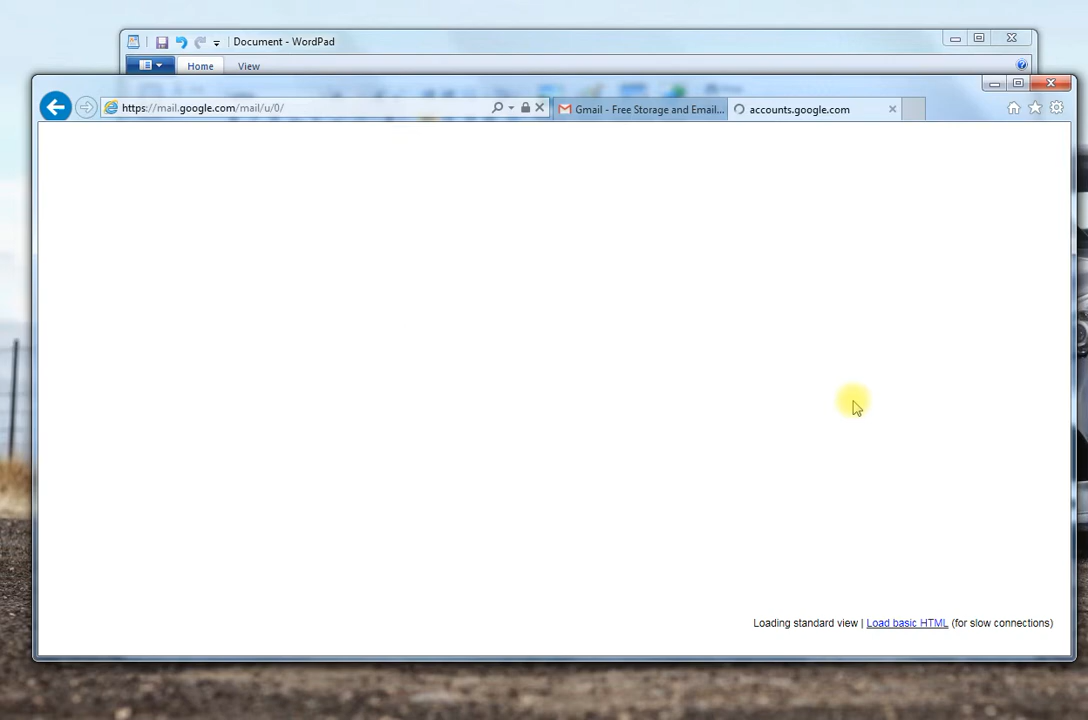 Document - WordPad
Home
View
https://mail.google.com/mail/u/0/
Gmail - Free Storage and Email...
accounts.google.com
Loading standard view | Load basic HTML (for slow connections)